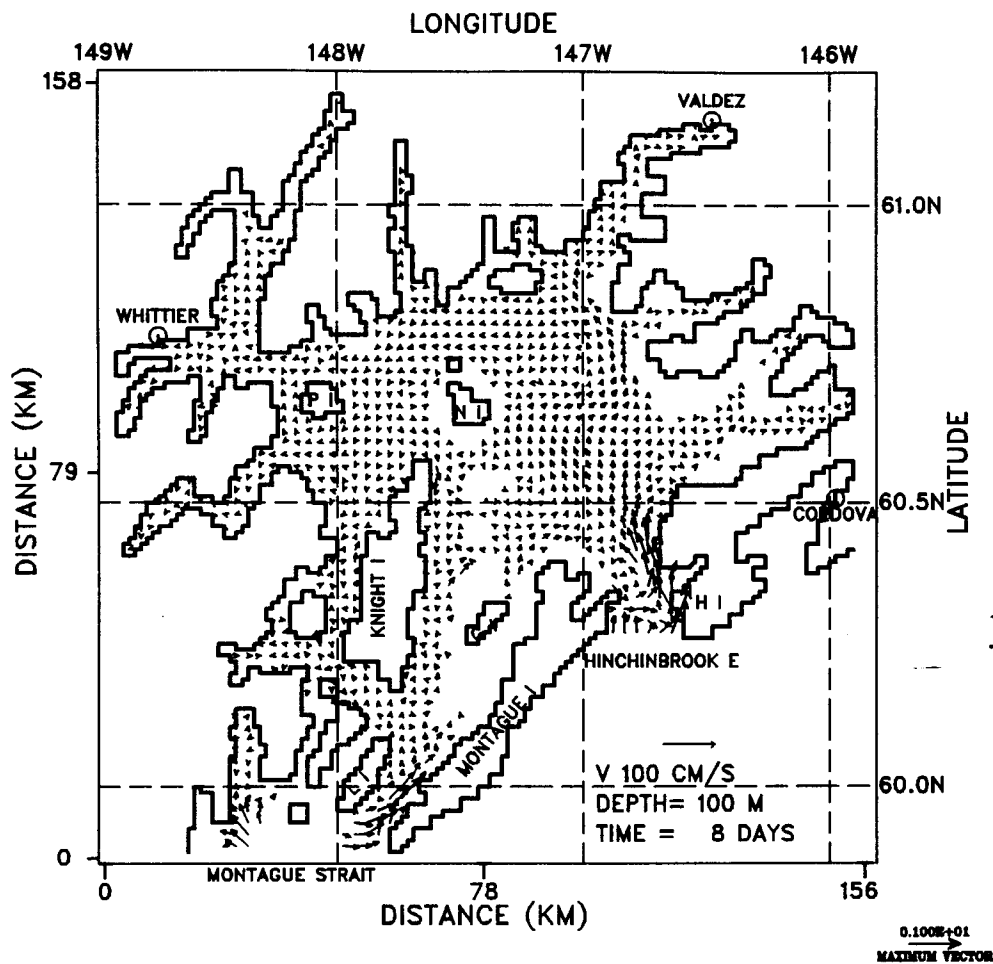 LONGITUDE
149W 148W 147W 146W
158
VALDEZ
61.0N
WHITTIER
P I
N I
DISTANCE (KM)
79
LATITUDE
60.5N
CORDOVA
KNIGHT I
H I
HINCHINBROOK E
MONTAGUE I
V 100 CM/S
60.0N
DEPTH= 100 M
TIME = 8 DAYS
0
MONTAGUE STRAIT
0 78 156
DISTANCE (KM)
0.100E+01
MAXIMUM VECTOR